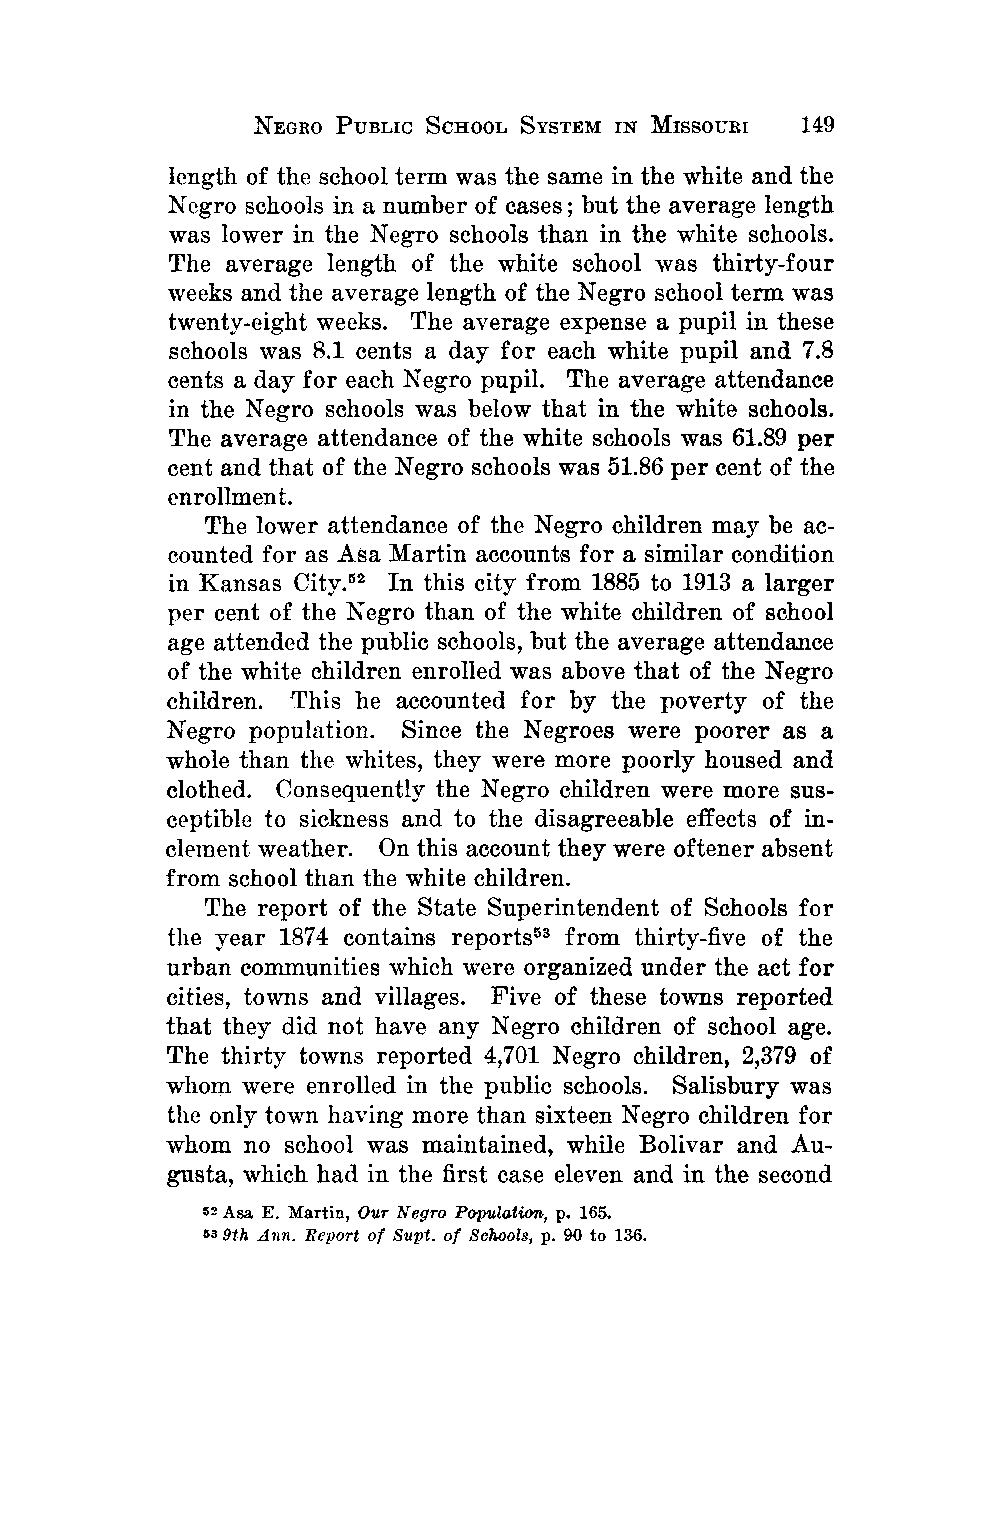 NEGRO PUBLIC SCHOOL SYSTEM IN MISSOURI 149
length of the school term was the same in the white and the
Negro schools in a number of cases; but the average length
was lower in the Negro schools than in the white schools.
The average length of the white school was thirty-four
weeks and the average length of the Negro school term was
twenty-eight weeks. The average expense a pupil in these
schools was 8.1 cents a day for each white pupil and 7.8
cents a day for each Negro pupil. The average attendance
in the Negro schools was below that in the white schools.
The average attendance of the white schools was 61.89 per
cent and that of the Negro schools was 51.86 per cent of the
enrollment.
The lower attendance of the Negro children may be ac-
counted for as Asa Martin accounts for a similar condition
in Kansas City.⁵² In this city from 1885 to 1913 a larger
per cent of the Negro than of the white children of school
age attended the public schools, but the average attendance
of the white children enrolled was above that of the Negro
children. This he accounted for by the poverty of the
Negro population. Since the Negroes were poorer as a
whole than the whites, they were more poorly housed and
clothed. Consequently the Negro children were more sus-
ceptible to sickness and to the disagreeable effects of in-
clement weather. On this account they were oftener absent
from school than the white children.
The report of the State Superintendent of Schools for
the year 1874 contains reports⁵³ from thirty-five of the
urban communities which were organized under the act for
cities, towns and villages. Five of these towns reported
that they did not have any Negro children of school age.
The thirty towns reported 4,701 Negro children, 2,379 of
whom were enrolled in the public schools. Salisbury was
the only town having more than sixteen Negro children for
whom no school was maintained, while Bolivar and Au-
gusta, which had in the first case eleven and in the second
⁵² Asa E. Martin, Our Negro Population, p. 165.
⁵³ 9th Ann. Report of Supt. of Schools, p. 90 to 136.